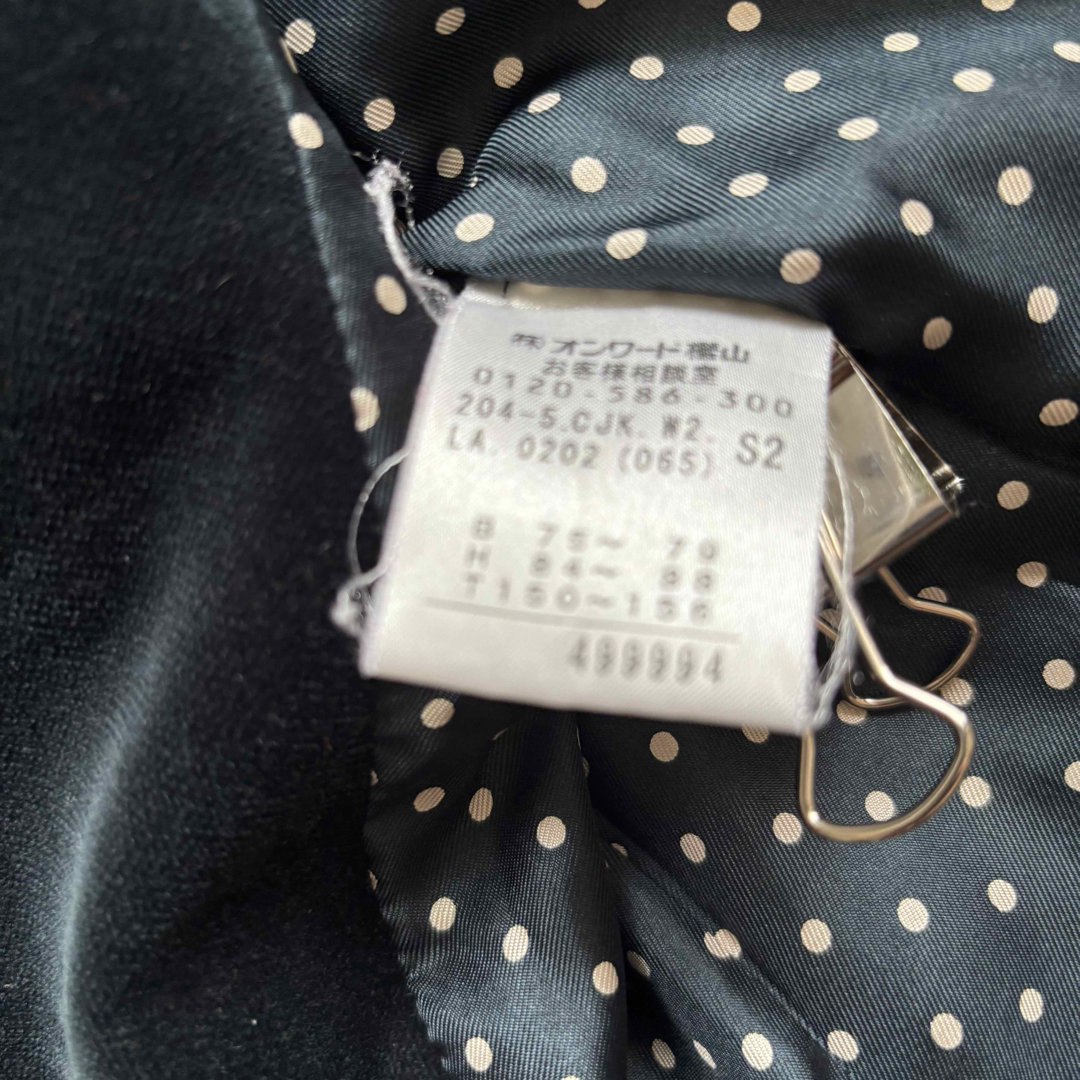 ㈱オンワード樫山
お客様相談室
0120-586-300
204-5.CJK. W2.
LA. 0202 (065) S2
B 75~ 79
H 84~ 88
T150~156
499994